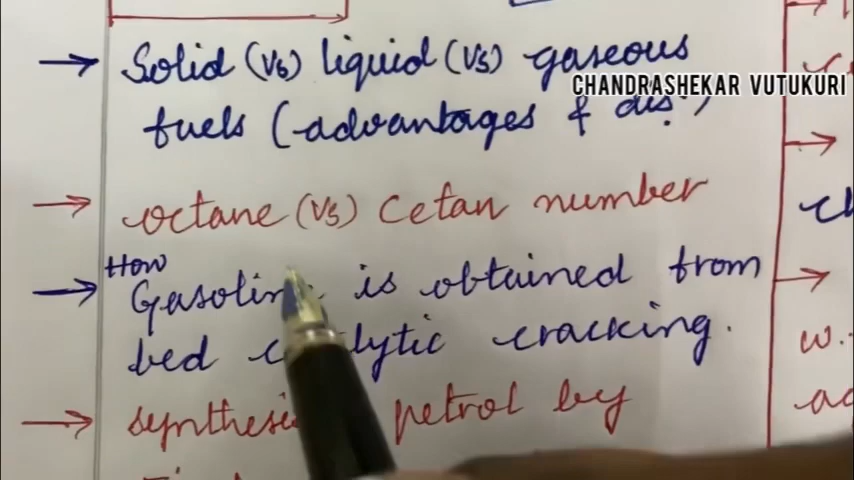 Solid (Vs) liquid (Vs) gaseous
CHANDRASHEKAR VUTUKURI
fuels (advantages & dis.)
octane (Vs) Cetan number
How
Gasoline is obtained from
bed cracking.
petrol by